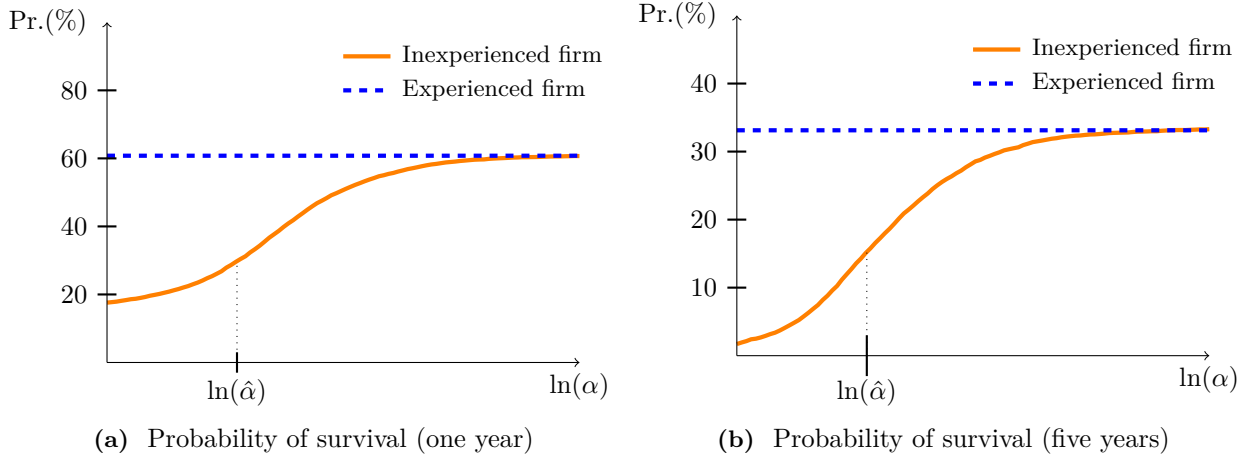 Pr.(%)
Inexperienced firm
Experienced firm
80
60
40
20
ln(α̂)
ln(α)
(a) Probability of survival (one year)
Pr.(%)
Inexperienced firm
Experienced firm
40
30
20
10
ln(α̂)
ln(α)
(b) Probability of survival (five years)